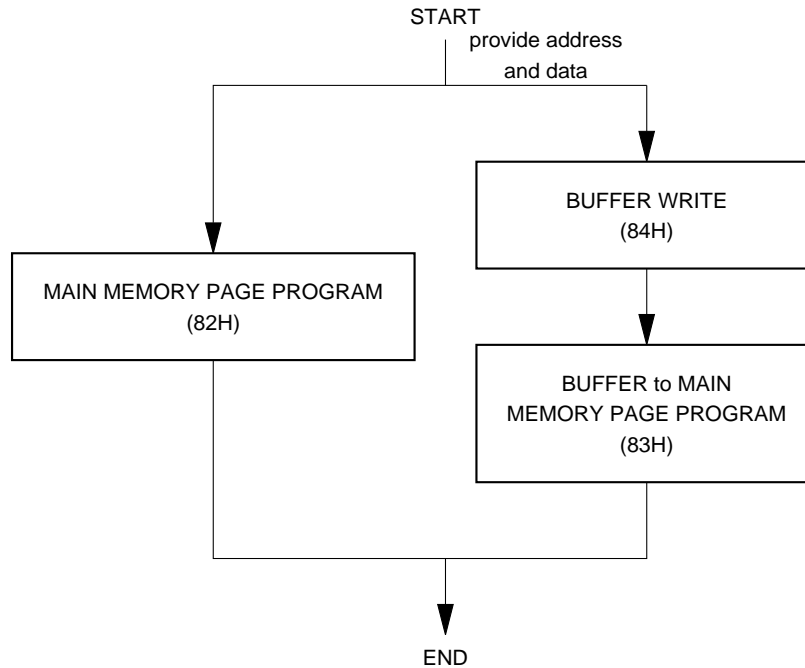 START
provide address
and data
BUFFER WRITE
(84H)
MAIN MEMORY PAGE PROGRAM
(82H)
BUFFER to MAIN
MEMORY PAGE PROGRAM
(83H)
END